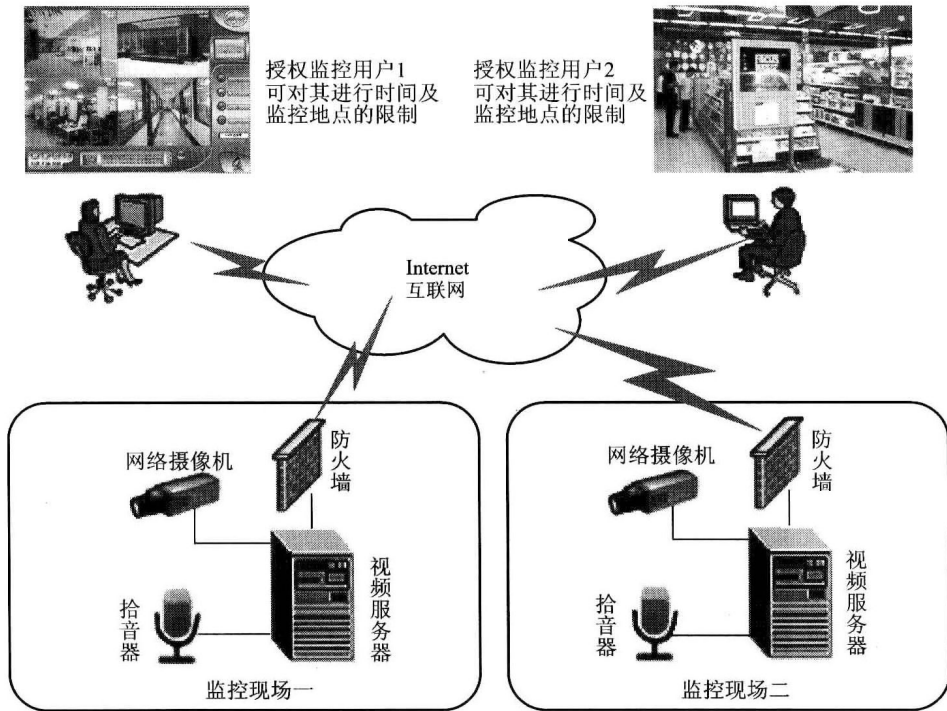 授权监控用户1
可对其进行时间及
监控地点的限制
授权监控用户2
可对其进行时间及
监控地点的限制
Internet
互联网
网络摄像机
防火墙
视频服务器
拾音器
监控现场一
网络摄像机
防火墙
视频服务器
拾音器
监控现场二